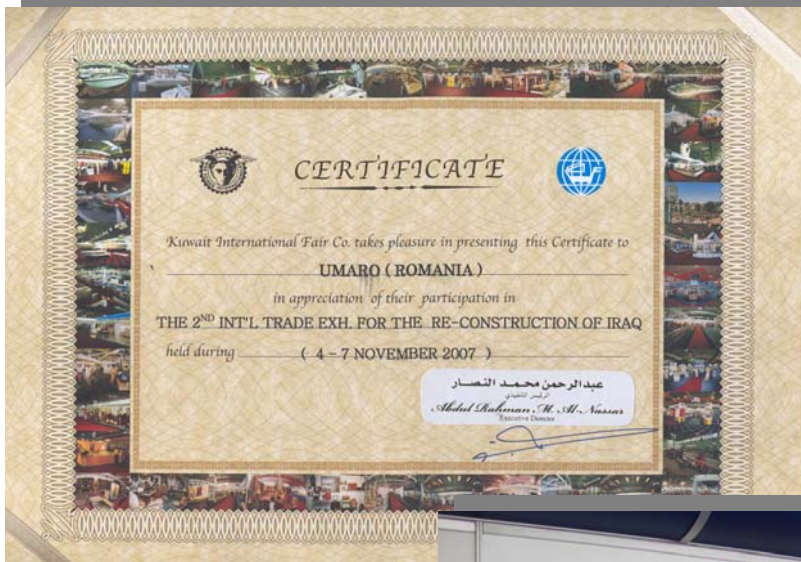 CERTIFICATE
Kuwait International Fair Co. takes pleasure in presenting this Certificate to
UMARO ( ROMANIA )
in appreciation of their participation in
THE 2ND INT'L TRADE EXH. FOR THE RE-CONSTRUCTION OF IRAQ
held during ( 4 – 7 NOVEMBER 2007 )
عبدالرحمن محمد النصار
الرئيس التنفيذي
Abdul Rahman M. Al-Nassar
Executive Director